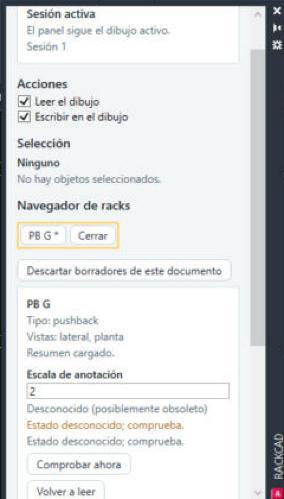 Sesión activa
El panel sigue el dibujo activo.
Sesión 1
Acciones
Leer el dibujo
Escribir en el dibujo
Selección
Ninguno
No hay objetos seleccionados.
Navegador de racks
PB G * Cerrar
Descartar borradores de este documento
PB G
Tipo: pushback
Vistas: lateral, planta
Resumen cargado.
Escala de anotación
2
Desconocido (posiblemente obsoleto)
Estado desconocido; comprueba.
Estado desconocido; comprueba.
Comprobar ahora
Volver a leer
RACKCAD
A